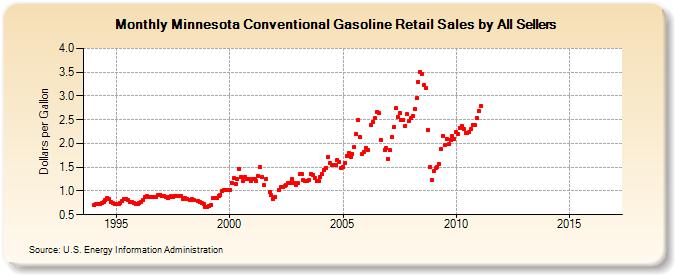 Monthly Minnesota Conventional Gasoline Retail Sales by All Sellers
Dollars per Gallon
4.0
3.5
3.0
2.5
2.0
1.5
1.0
0.5
1995 2000 2005 2010 2015
Source: U.S. Energy Information Administration